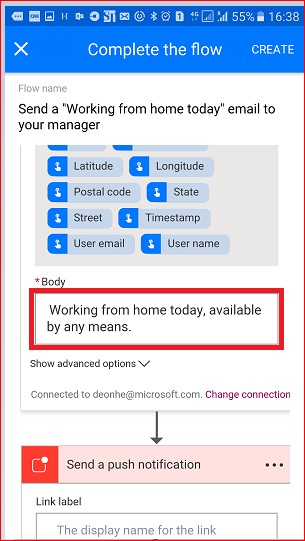 55% 16:38
Complete the flow CREATE
Flow name
Send a "Working from home today" email to
your manager
Latitude Longitude
Postal code State
Street Timestamp
User email User name
*Body
Working from home today, available
by any means.
Show advanced options
Connected to deonhe@microsoft.com. Change connection
Send a push notification
Link label
The display name for the link